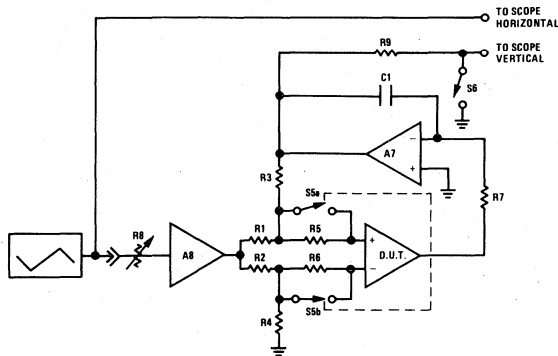 TO SCOPE
HORIZONTAL
R9
TO SCOPE
VERTICAL
C1
S6
−
A7
+
R3
R7
S5a
R8
A8
R1
R5
+
D.U.T.
R2
R6
−
S5b
R4